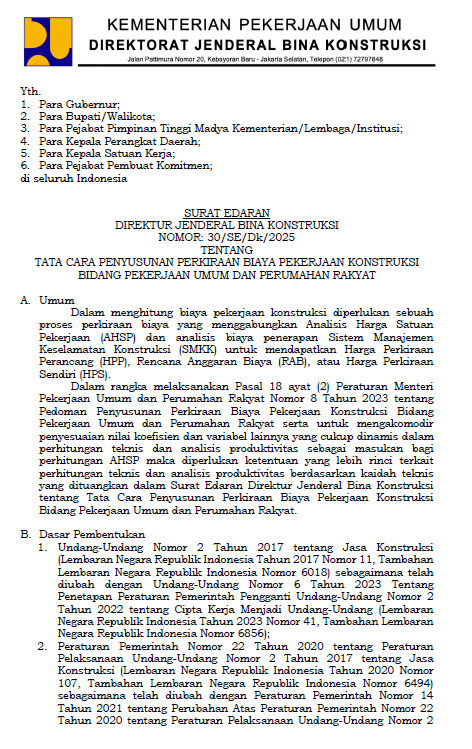 KEMENTERIAN PEKERJAAN UMUM
DIREKTORAT JENDERAL BINA KONSTRUKSI
Jalan Pattimura Nomor 20, Kebayoran Baru - Jakarta Selatan, Telepon (021) 72797848
Yth.
1. Para Gubernur;
2. Para Bupati/Walikota;
3. Para Pejabat Pimpinan Tinggi Madya Kementerian/Lembaga/Institusi;
4. Para Kepala Perangkat Daerah;
5. Para Kepala Satuan Kerja;
6. Para Pejabat Pembuat Komitmen;
di seluruh Indonesia
SURAT EDARAN
DIREKTUR JENDERAL BINA KONSTRUKSI
NOMOR: 30/SE/Dk/2025
TENTANG
TATA CARA PENYUSUNAN PERKIRAAN BIAYA PEKERJAAN KONSTRUKSI
BIDANG PEKERJAAN UMUM DAN PERUMAHAN RAKYAT
A. Umum
Dalam menghitung biaya pekerjaan konstruksi diperlukan sebuah
proses perkiraan biaya yang menggabungkan Analisis Harga Satuan
Pekerjaan (AHSP) dan analisis biaya penerapan Sistem Manajemen
Keselamatan Konstruksi (SMKK) untuk mendapatkan Harga Perkiraan
Perancang (HPP), Rencana Anggaran Biaya (RAB), atau Harga Perkiraan
Sendiri (HPS).
Dalam rangka melaksanakan Pasal 18 ayat (2) Peraturan Menteri
Pekerjaan Umum dan Perumahan Rakyat Nomor 8 Tahun 2023 tentang
Pedoman Penyusunan Perkiraan Biaya Pekerjaan Konstruksi Bidang
Pekerjaan Umum dan Perumahan Rakyat serta untuk mengakomodir
penyesuaian nilai koefisien dan variabel lainnya yang cukup dinamis dalam
perhitungan teknis dan analisis produktivitas sebagai masukan bagi
perhitungan AHSP maka diperlukan ketentuan yang lebih rinci terkait
perhitungan teknis dan analisis produktivitas berdasarkan kaidah teknis
yang dituangkan dalam Surat Edaran Direktur Jenderal Bina Konstruksi
tentang Tata Cara Penyusunan Perkiraan Biaya Pekerjaan Konstruksi
Bidang Pekerjaan Umum dan Perumahan Rakyat.
B. Dasar Pembentukan
1. Undang-Undang Nomor 2 Tahun 2017 tentang Jasa Konstruksi
(Lembaran Negara Republik Indonesia Tahun 2017 Nomor 11, Tambahan
Lembaran Negara Republik Indonesia Nomor 6018) sebagaimana telah
diubah dengan Undang-Undang Nomor 6 Tahun 2023 Tentang
Penetapan Peraturan Pemerintah Pengganti Undang-Undang Nomor 2
Tahun 2022 tentang Cipta Kerja Menjadi Undang-Undang (Lembaran
Negara Republik Indonesia Tahun 2023 Nomor 41, Tambahan Lembaran
Negara Republik Indonesia Nomor 6856);
2. Peraturan Pemerintah Nomor 22 Tahun 2020 tentang Peraturan
Pelaksanaan Undang-Undang Nomor 2 Tahun 2017 tentang Jasa
Konstruksi (Lembaran Negara Republik Indonesia Tahun 2020 Nomor
107, Tambahan Lembaran Negara Republik Indonesia Nomor 6494)
sebagaimana telah diubah dengan Peraturan Pemerintah Nomor 14
Tahun 2021 tentang Perubahan Atas Peraturan Pemerintah Nomor 22
Tahun 2020 tentang Peraturan Pelaksanaan Undang-Undang Nomor 2